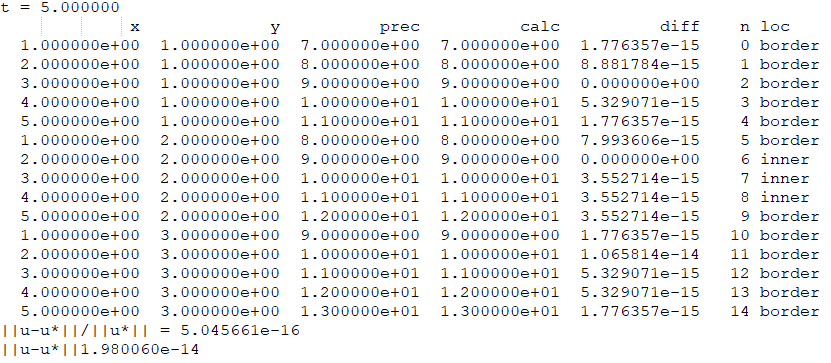 t = 5.000000
x y prec calc diff n loc
1.000000e+00 1.000000e+00 7.000000e+00 7.000000e+00 1.776357e-15 0 border
2.000000e+00 1.000000e+00 8.000000e+00 8.000000e+00 8.881784e-15 1 border
3.000000e+00 1.000000e+00 9.000000e+00 9.000000e+00 0.000000e+00 2 border
4.000000e+00 1.000000e+00 1.000000e+01 1.000000e+01 5.329071e-15 3 border
5.000000e+00 1.000000e+00 1.100000e+01 1.100000e+01 1.776357e-15 4 border
1.000000e+00 2.000000e+00 8.000000e+00 8.000000e+00 7.993606e-15 5 border
2.000000e+00 2.000000e+00 9.000000e+00 9.000000e+00 0.000000e+00 6 inner
3.000000e+00 2.000000e+00 1.000000e+01 1.000000e+01 3.552714e-15 7 inner
4.000000e+00 2.000000e+00 1.100000e+01 1.100000e+01 3.552714e-15 8 inner
5.000000e+00 2.000000e+00 1.200000e+01 1.200000e+01 3.552714e-15 9 border
1.000000e+00 3.000000e+00 9.000000e+00 9.000000e+00 1.776357e-15 10 border
2.000000e+00 3.000000e+00 1.000000e+01 1.000000e+01 1.065814e-14 11 border
3.000000e+00 3.000000e+00 1.100000e+01 1.100000e+01 5.329071e-15 12 border
4.000000e+00 3.000000e+00 1.200000e+01 1.200000e+01 5.329071e-15 13 border
5.000000e+00 3.000000e+00 1.300000e+01 1.300000e+01 1.776357e-15 14 border
||u-u*||/||u*|| = 5.045661e-16
||u-u*||1.980060e-14